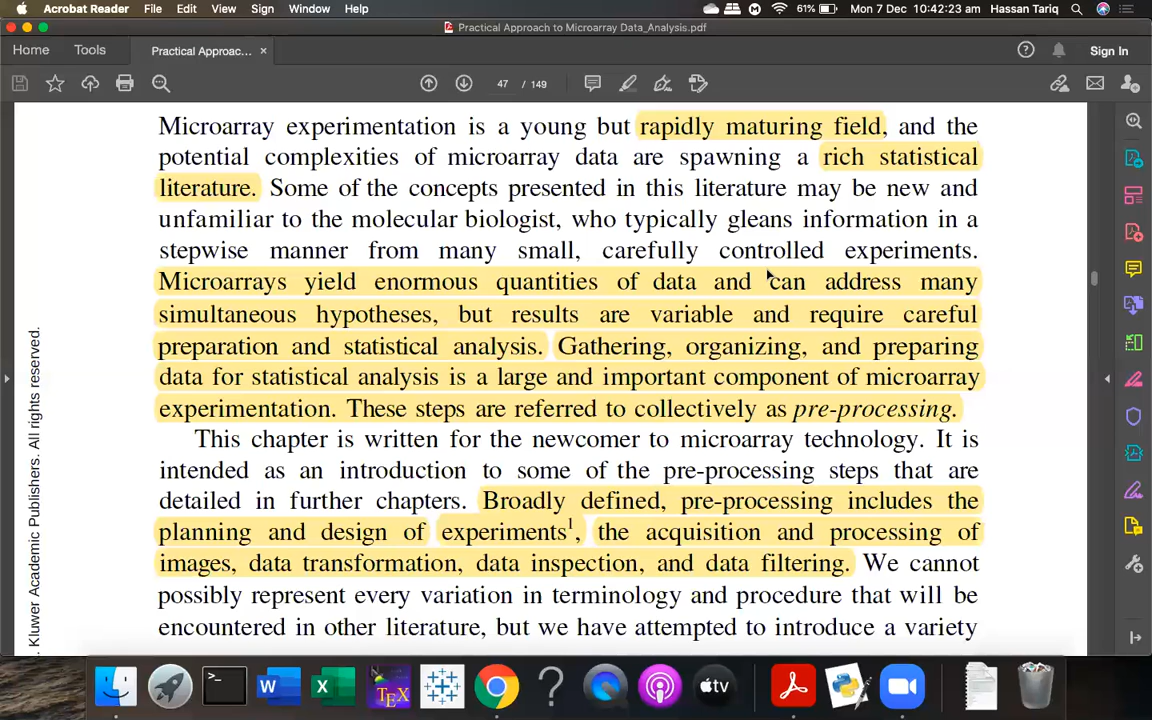 Acrobat Reader File Edit View Sign Window Help 61% Mon 7 Dec 10:42:23 am Hassan Tariq
Practical Approach to Microarray Data_Analysis.pdf
Home Tools Practical Approac... × Sign In
47 / 149
Microarray experimentation is a young but rapidly maturing field, and the
potential complexities of microarray data are spawning a rich statistical
literature. Some of the concepts presented in this literature may be new and
unfamiliar to the molecular biologist, who typically gleans information in a
stepwise manner from many small, carefully controlled experiments.
Microarrays yield enormous quantities of data and can address many
simultaneous hypotheses, but results are variable and require careful
preparation and statistical analysis. Gathering, organizing, and preparing
data for statistical analysis is a large and important component of microarray
experimentation. These steps are referred to collectively as pre-processing.
This chapter is written for the newcomer to microarray technology. It is
intended as an introduction to some of the pre-processing steps that are
detailed in further chapters. Broadly defined, pre-processing includes the
planning and design of experiments1, the acquisition and processing of
images, data transformation, data inspection, and data filtering. We cannot
possibly represent every variation in terminology and procedure that will be
encountered in other literature, but we have attempted to introduce a variety
. Kluwer Academic Publishers. All rights reserved.
>_ W X TEX ? tv